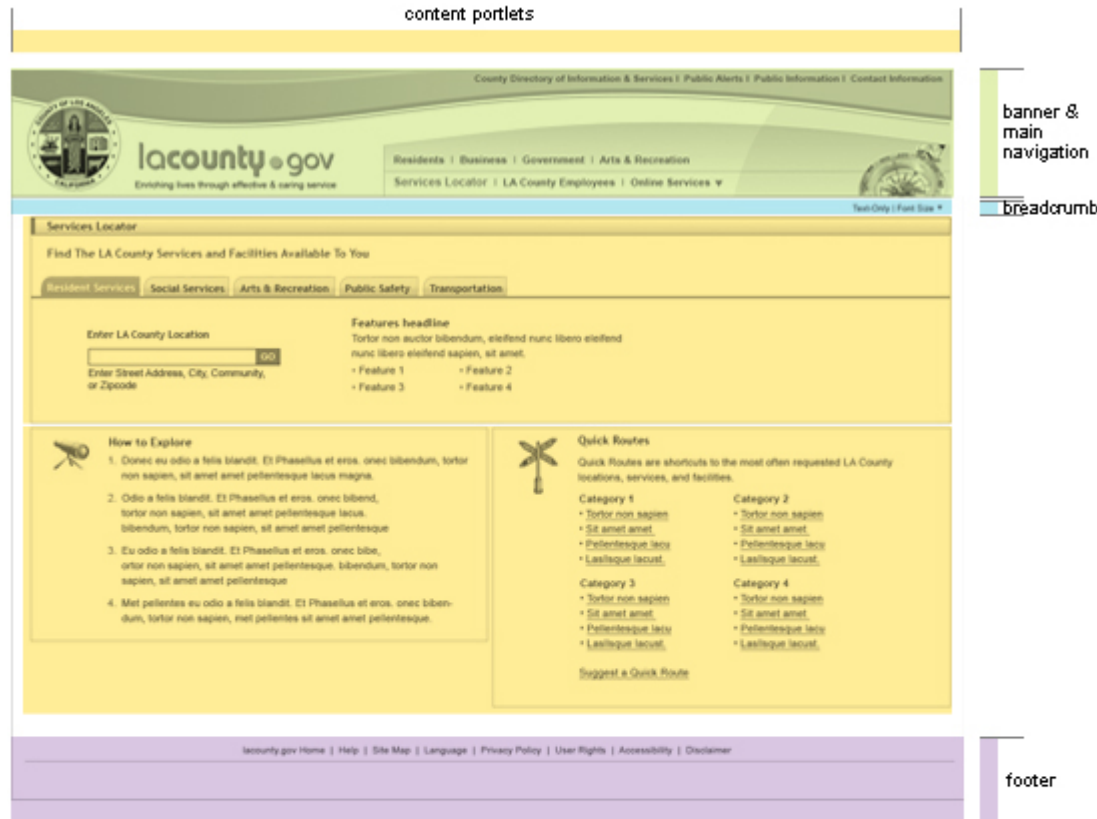 content portlets
County Directory of Information & Services I Public Alerts I Public Information I Contact Information
banner &
main
navigation
COUNTY OF LOS ANGELES
CALIFORNIA
lacounty.gov
Enriching lives through effective & caring service
Residents I Business I Government I Arts & Recreation
Services Locator I LA County Employees I Online Services ▼
Text-Only | Font Size
breadcrumb
Services Locator
Find The LA County Services and Facilities Available To You
Resident Services Social Services Arts & Recreation Public Safety Transportation
Enter LA County Location
GO
Enter Street Address, City, Community,
or Zipcode
Features headline
Tortor non auctor bibendum, eleifend nunc libero eleifend
nunc libero eleifend sapien, sit amet.
• Feature 1 • Feature 2
• Feature 3 • Feature 4
How to Explore
1. Donec eu odio a felis blandit. Et Phasellus et eros. onec bibendum, tortor
non sapien, sit amet amet pellentesque lacus magna.
2. Odio a felis blandit. Et Phasellus et eros. onec bibend,
tortor non sapien, sit amet amet pellentesque lacus.
bibendum, tortor non sapien, sit amet amet pellentesque
3. Eu odio a felis blandit. Et Phasellus et eros. onec bibe,
ortor non sapien, sit amet amet pellentesque. bibendum, tortor non
sapien, sit amet amet pellentesque
4. Met pellentes eu odio a felis blandit. Et Phasellus et eros. onec biben-
dum, tortor non sapien, met pellentes sit amet amet pellentesque.
Quick Routes
Quick Routes are shortcuts to the most often requested LA County
locations, services, and facilities.
Category 1 Category 2
• Tortor non sapien • Tortor non sapien
• Sit amet amet • Sit amet amet
• Pellentesque lacu • Pellentesque lacu
• Laslisque lacust. • Laslisque lacust.
Category 3 Category 4
• Tortor non sapien • Tortor non sapien
• Sit amet amet • Sit amet amet
• Pellentesque lacu • Pellentesque lacu
• Laslisque lacust. • Laslisque lacust.
Suggest a Quick Route
lacounty.gov Home | Help | Site Map | Language | Privacy Policy | User Rights | Accessibility | Disclaimer
footer